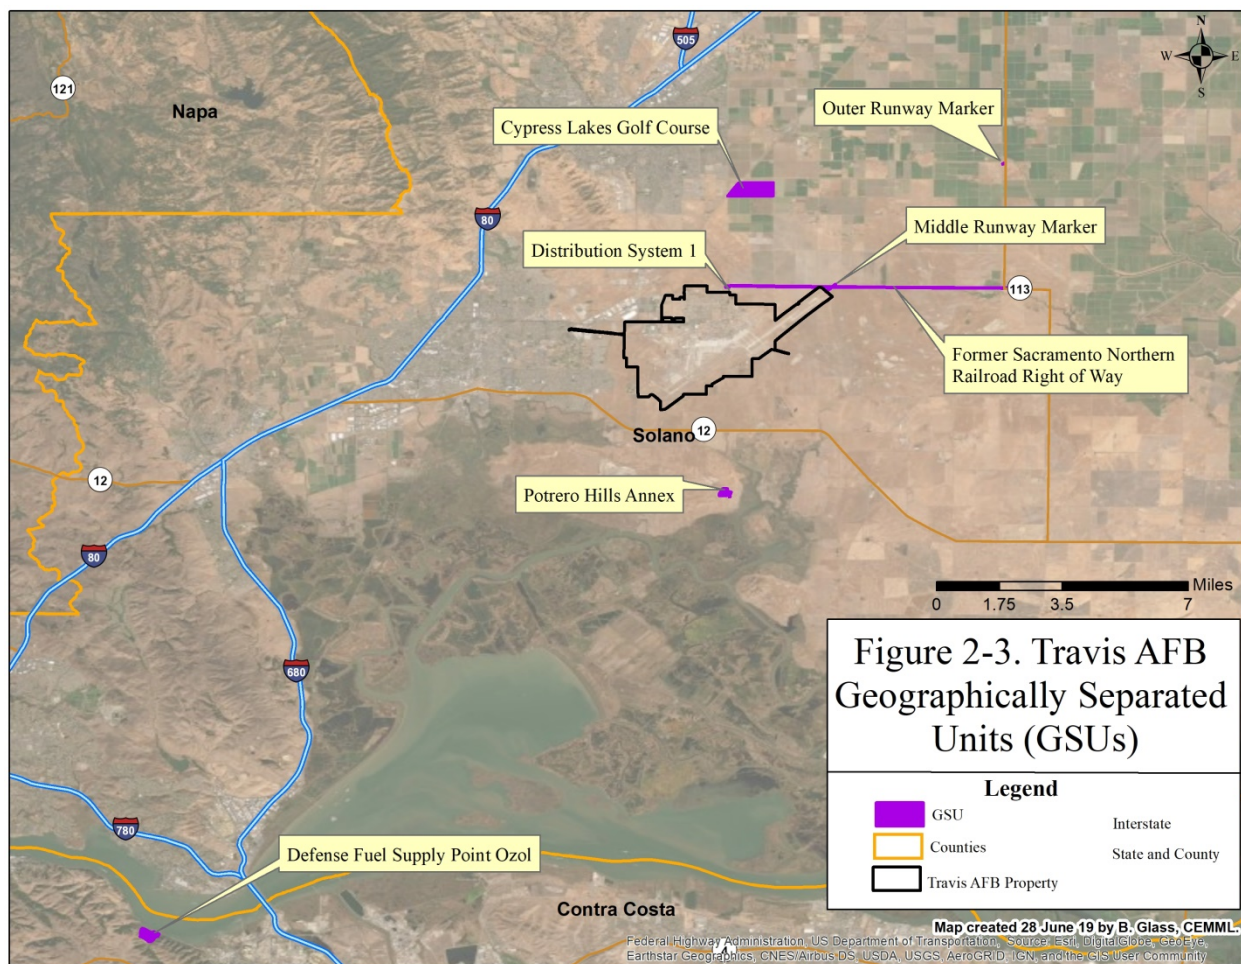 505
N
W
E
S
121
Napa
Outer Runway Marker
Cypress Lakes Golf Course
80
Middle Runway Marker
Distribution System 1
113
Former Sacramento Northern
Railroad Right of Way
Solano
12
12
Potrero Hills Annex
80
Miles
0
1.75
3.5
7
680
Figure 2-3. Travis AFB
Geographically Separated
Units (GSUs)
Legend
GSU
Interstate
Counties
State and County
Travis AFB Property
780
Defense Fuel Supply Point Ozol
Contra Costa
4
Map created 28 June 19 by B. Glass, CEMML.
Federal Highway Administration, US Department of Transportation, Source: Esri, DigitalGlobe, GeoEye,
Earthstar Geographics, CNES/Airbus DS, USDA, USGS, AeroGRID, IGN, and the GIS User Community